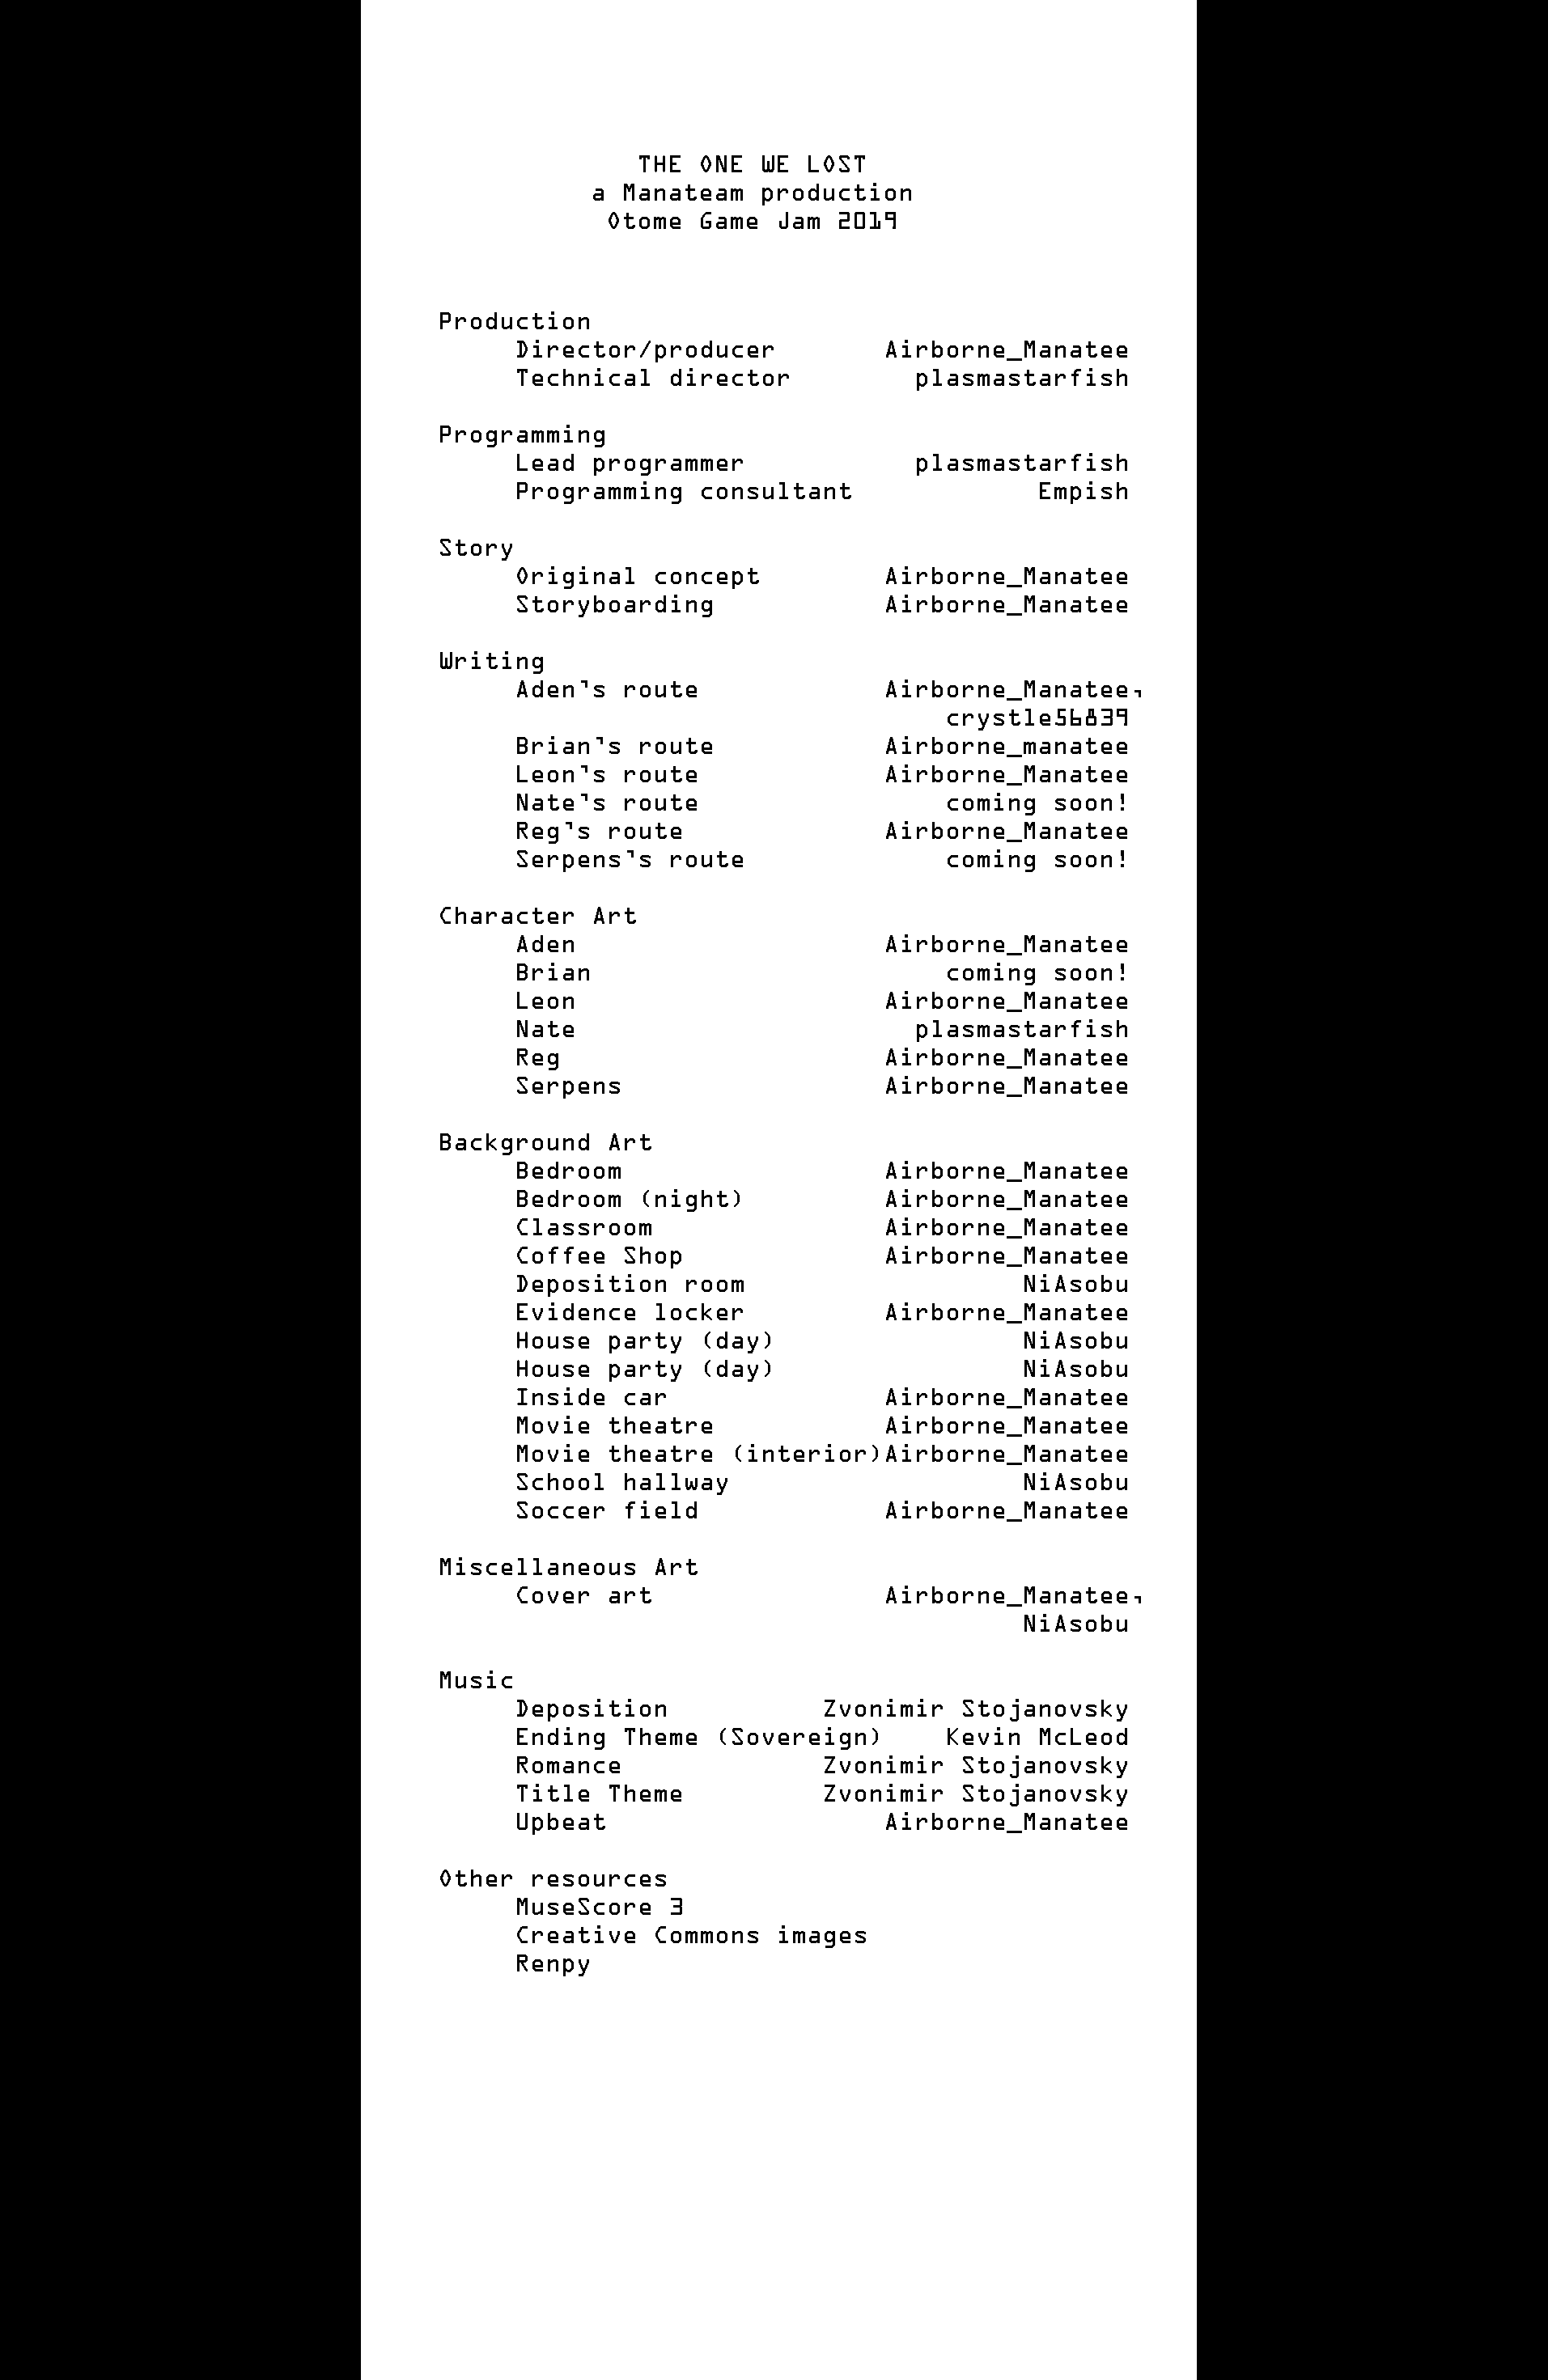 THE ONE WE LOST
a Manateam production
Otome Game Jam 2019
Production
Director/producer Airborne_Manatee
Technical director plasmastarfish
Programming
Lead programmer plasmastarfish
Programming consultant Empish
Story
Original concept Airborne_Manatee
Storyboarding Airborne_Manatee
Writing
Aden's route Airborne_Manatee,
crystle56839
Brian's route Airborne_manatee
Leon's route Airborne_Manatee
Nate's route coming soon!
Reg's route Airborne_Manatee
Serpens's route coming soon!
Character Art
Aden Airborne_Manatee
Brian coming soon!
Leon Airborne_Manatee
Nate plasmastarfish
Reg Airborne_Manatee
Serpens Airborne_Manatee
Background Art
Bedroom Airborne_Manatee
Bedroom (night) Airborne_Manatee
Classroom Airborne_Manatee
Coffee Shop Airborne_Manatee
Deposition room NiAsobu
Evidence locker Airborne_Manatee
House party (day) NiAsobu
House party (day) NiAsobu
Inside car Airborne_Manatee
Movie theatre Airborne_Manatee
Movie theatre (interior)Airborne_Manatee
School hallway NiAsobu
Soccer field Airborne_Manatee
Miscellaneous Art
Cover art Airborne_Manatee,
NiAsobu
Music
Deposition Zvonimir Stojanovsky
Ending Theme (Sovereign) Kevin McLeod
Romance Zvonimir Stojanovsky
Title Theme Zvonimir Stojanovsky
Upbeat Airborne_Manatee
Other resources
MuseScore 3
Creative Commons images
Renpy